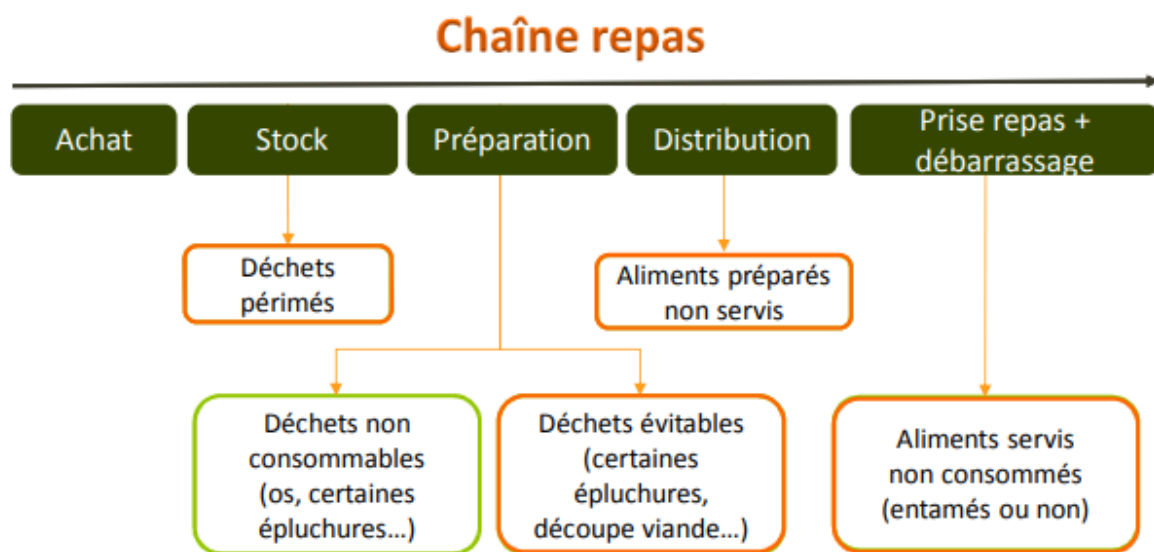 Chaîne repas
Achat
Stock
Préparation
Distribution
Prise repas +
débarrassage
Déchets
périmés
Aliments préparés
non servis
Déchets non
consommables
(os, certaines
épluchures...)
Déchets évitables
(certaines
épluchures,
découpe viande...)
Aliments servis
non consommés
(entamés ou non)